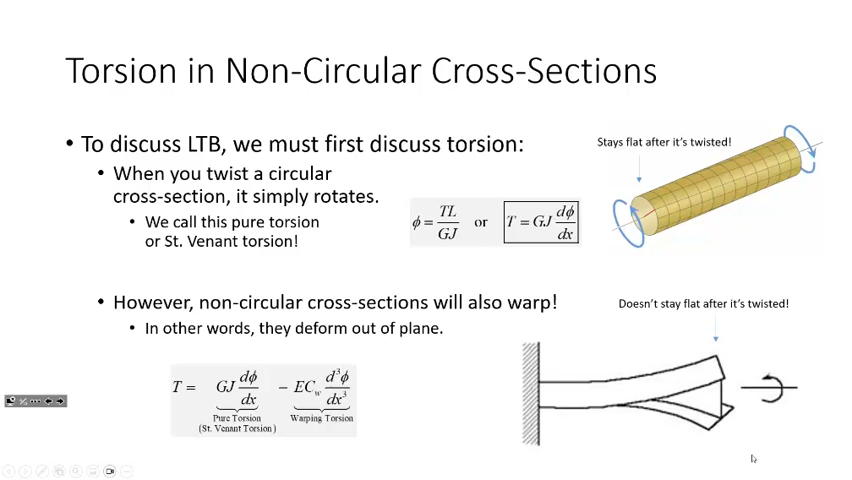 Torsion in Non-Circular Cross-Sections
• To discuss LTB, we must first discuss torsion:
• When you twist a circular
cross-section, it simply rotates.
• We call this pure torsion
or St. Venant torsion!
ϕ = TL/GJ or T = GJ dϕ/dx
Stays flat after it's twisted!
• However, non-circular cross-sections will also warp!
• In other words, they deform out of plane.
T = GJ dϕ/dx − EC_w d³ϕ/dx³
Pure Torsion
(St. Venant Torsion)
Warping Torsion
Doesn't stay flat after it's twisted!